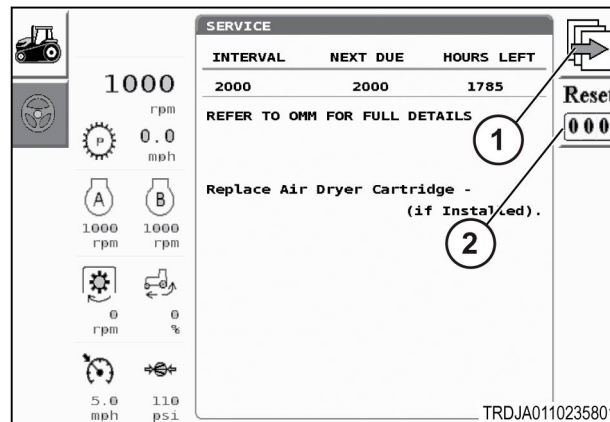 SERVICE
INTERVAL NEXT DUE HOURS LEFT
2000 2000 1785
REFER TO OMM FOR FULL DETAILS
Replace Air Dryer Cartridge -
(if Installed).
1000
rpm
P 0.0
mph
A B
1000 1000
rpm rpm
0 0
rpm %
5.0 110
mph psi
Reset
000
1
2
TRDJA011023580